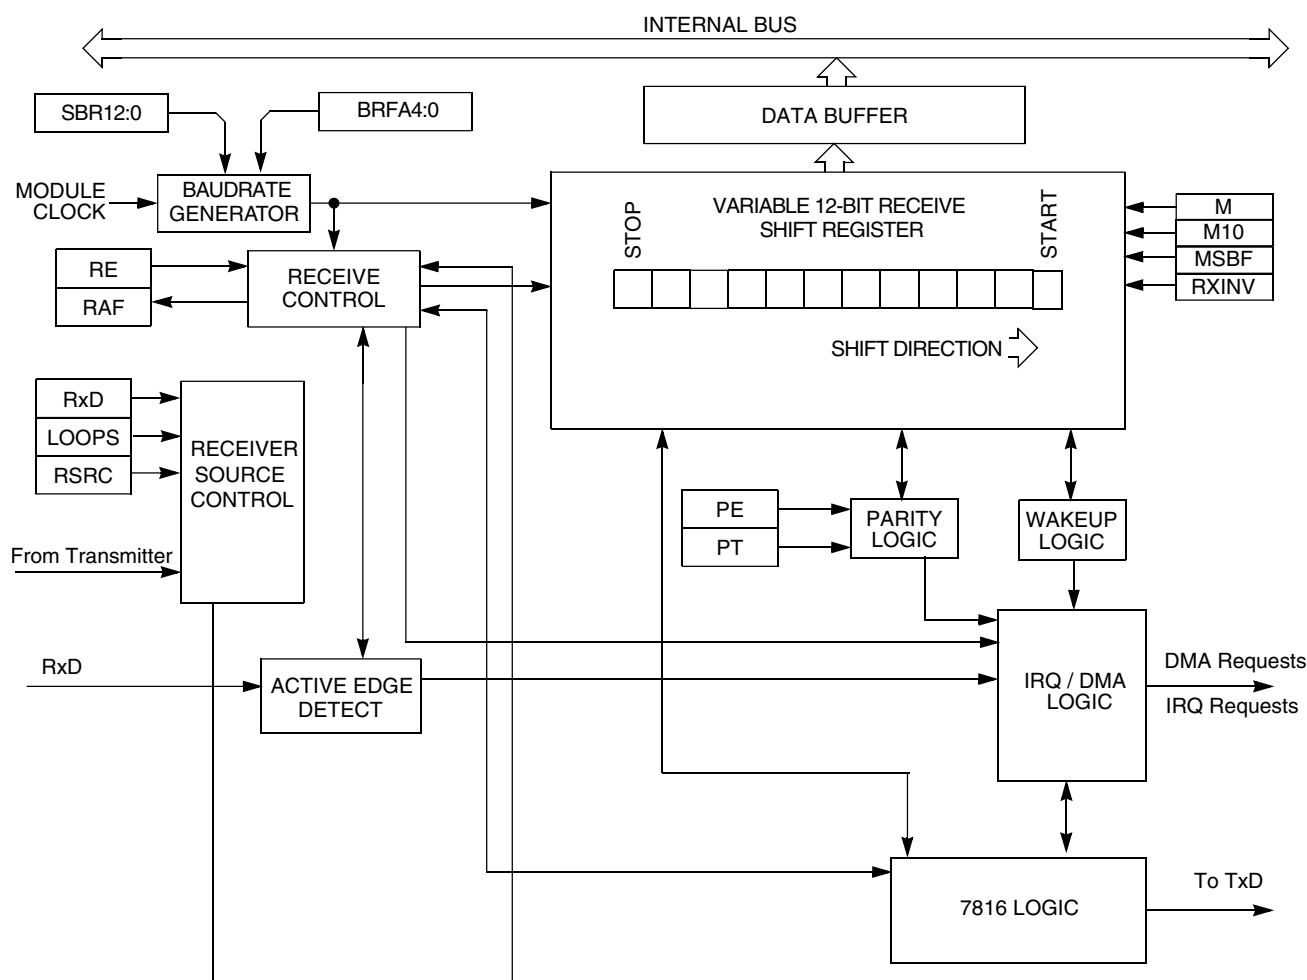 INTERNAL BUS
SBR12:0
BRFA4:0
DATA BUFFER
MODULE
CLOCK
BAUDRATE
GENERATOR
STOP
VARIABLE 12-BIT RECEIVE
SHIFT REGISTER
START
M
M10
MSBF
RXINV
RE
RAF
RECEIVE
CONTROL
SHIFT DIRECTION
RxD
LOOPS
RSRC
RECEIVER
SOURCE
CONTROL
From Transmitter
PE
PT
PARITY
LOGIC
WAKEUP
LOGIC
RxD
ACTIVE EDGE
DETECT
IRQ / DMA
LOGIC
DMA Requests
IRQ Requests
7816 LOGIC
To TxD